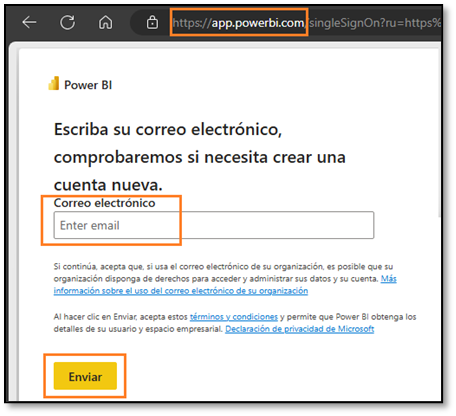 https://app.powerbi.com/singleSignOn?ru=https%
Power BI
Escriba su correo electrónico,
comprobaremos si necesita crear una
cuenta nueva.
Correo electrónico
Enter email
Si continúa, acepta que, si usa el correo electrónico de su organización, es posible que su
organización disponga de derechos para acceder y administrar sus datos y su cuenta. Más
información sobre el uso del correo electrónico de su organización
Al hacer clic en Enviar, acepta estos términos y condiciones y permite que Power BI obtenga los
detalles de su usuario y espacio empresarial. Declaración de privacidad de Microsoft
Enviar